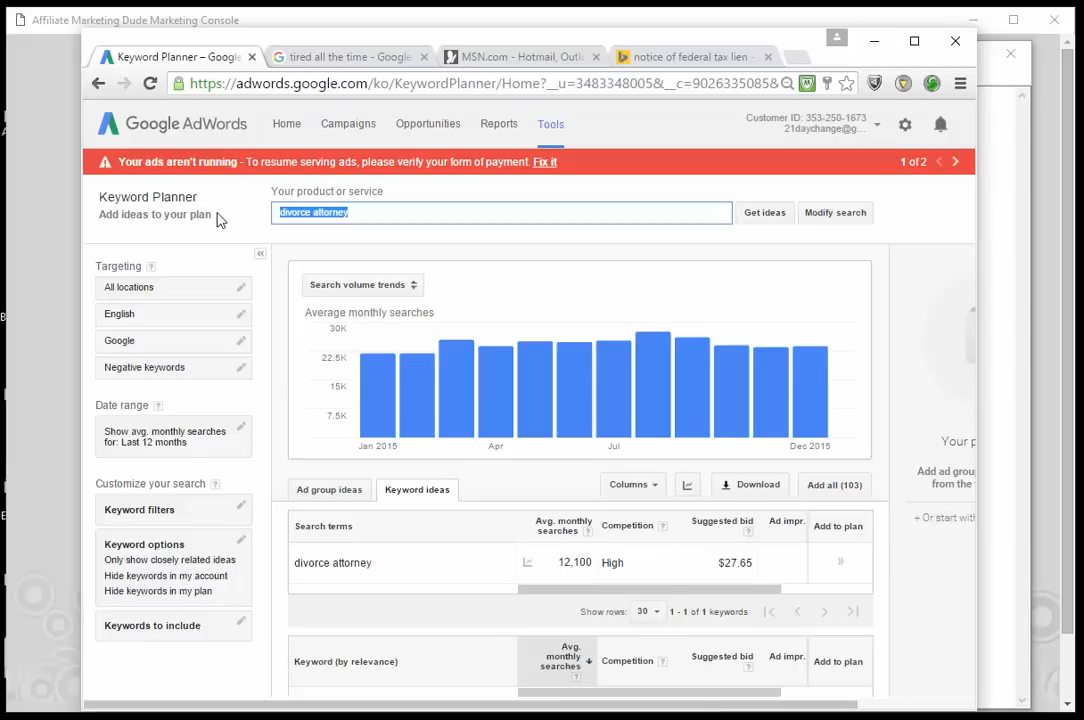 Affiliate Marketing Dude Marketing Console
Keyword Planner – Google
tired all the time - Google
MSN.com - Hotmail, Outlo
notice of federal tax lien -
https://adwords.google.com/ko/KeywordPlanner/Home?__u=3483348005&__c=9026335085&
Google AdWords
Home
Campaigns
Opportunities
Reports
Tools
Customer ID: 353-250-1673
21daychange@g...
Your ads aren't running - To resume serving ads, please verify your form of payment. Fix it
1 of 2
Keyword Planner
Add ideas to your plan
Your product or service
divorce attorney
Get ideas
Modify search
Targeting ?
All locations
English
Google
Negative keywords
Date range ?
Show avg. monthly searches
for: Last 12 months
Customize your search ?
Keyword filters
Keyword options
Only show closely related ideas
Hide keywords in my account
Hide keywords in my plan
Keywords to include
«
Search volume trends
Average monthly searches
30K
22.5K
15K
7.5K
Jan 2015
Apr
Jul
Dec 2015
Ad group ideas
Keyword ideas
Columns
Download
Add all (103)
Search terms
Avg. monthly
searches ?
Competition ?
Suggested bid
?
Ad impr.
Add to plan
divorce attorney
12,100
High
$27.65
»
Show rows: 30
1 - 1 of 1 keywords
Keyword (by relevance)
Avg.
monthly
searches
?
Competition ?
Suggested bid
?
Ad impr.
Add to plan
Your p
Add ad grou
from the
+ Or start with